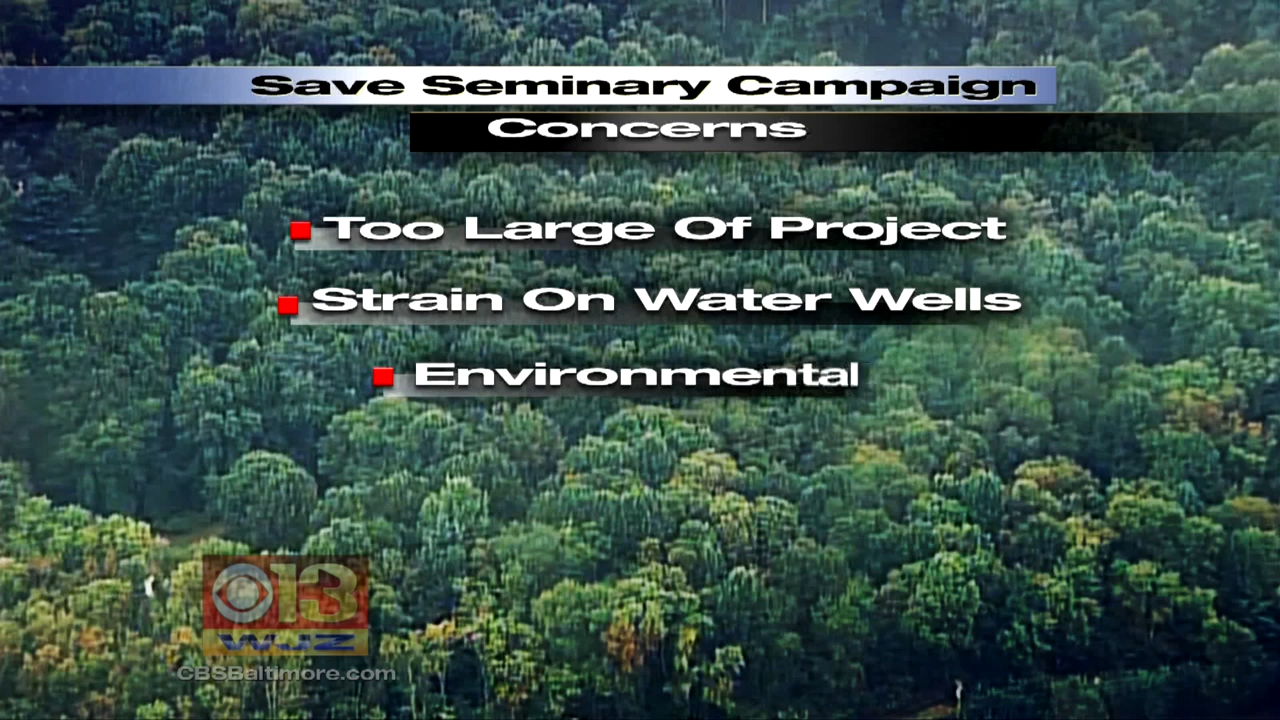 Save Seminary Campaign
Concerns
Too Large Of Project
Strain On Water Wells
Environmental
13
WJZ
CBSBaltimore.com